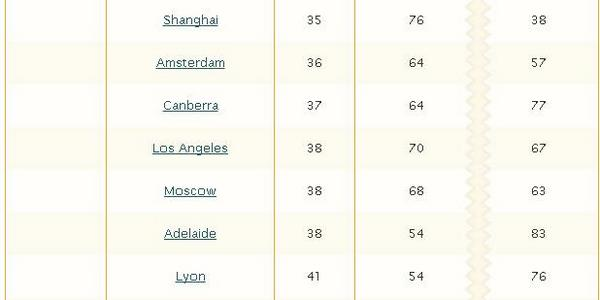 Shanghai 35 76 38
Amsterdam 36 64 57
Canberra 37 64 77
Los Angeles 38 70 67
Moscow 38 68 63
Adelaide 38 54 83
Lyon 41 54 76